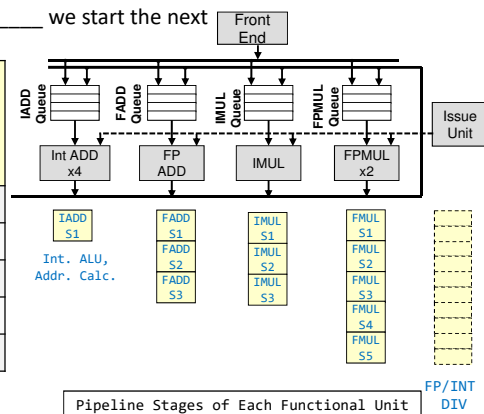 ____ we start the next
Front
End
IADD
Queue
FADD
Queue
IMUL
Queue
FPMUL
Queue
Issue
Unit
Int ADD
x4
FP
ADD
IMUL
FPMUL
x2
IADD
S1
Int. ALU,
Addr. Calc.
FADD
S1
FADD
S2
FADD
S3
IMUL
S1
IMUL
S2
IMUL
S3
FMUL
S1
FMUL
S2
FMUL
S3
FMUL
S4
FMUL
S5
Pipeline Stages of Each Functional Unit
FP/INT
DIV